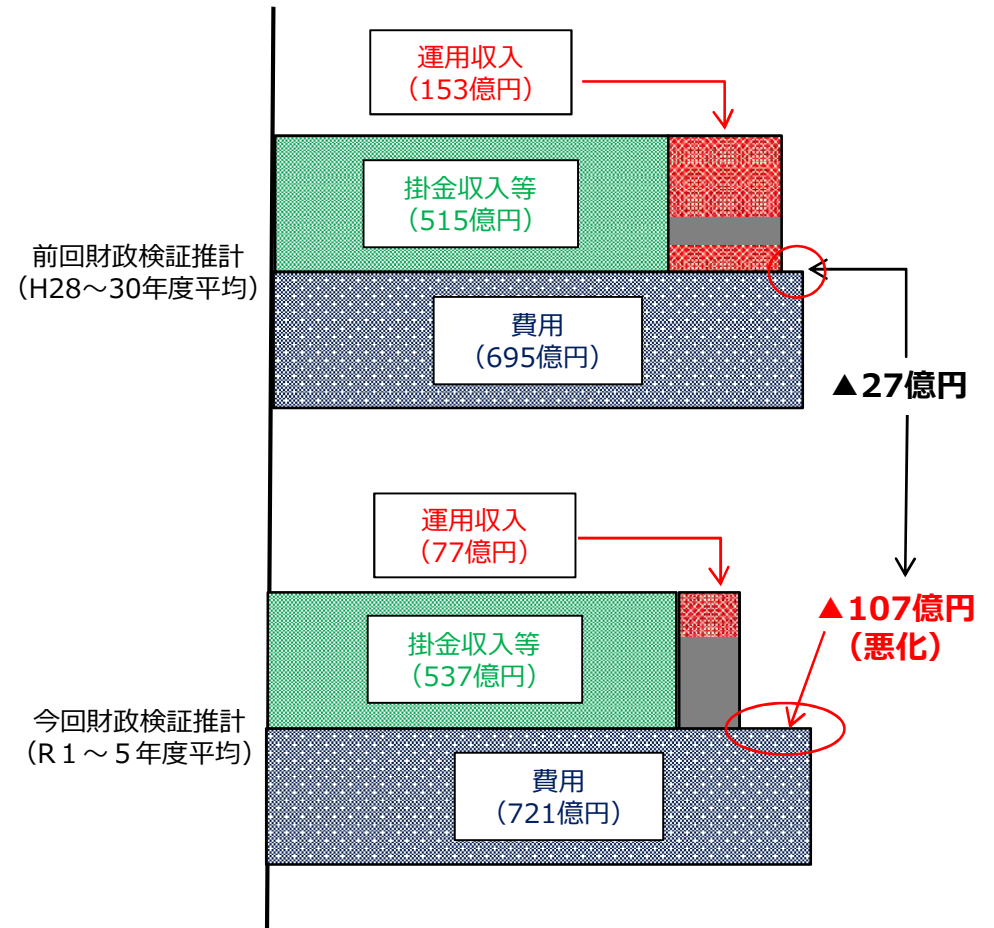 運用収入
(153億円)
掛金収入等
(515億円)
前回財政検証推計
(H28～30年度平均)
費用
(695億円)
▲27億円
運用収入
(77億円)
▲107億円
(悪化)
掛金収入等
(537億円)
今回財政検証推計
(R１～５年度平均)
費用
(721億円)